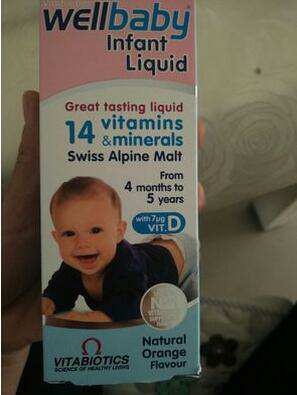 wellbaby
Infant
Liquid
Great tasting liquid
14 vitamins
& minerals
Swiss Alpine Malt
From
4 months to
5 years
with 7µg
VIT. D
VITABIOTICS
SCIENCE OF HEALTHY LIVING
Natural
Orange
Flavour